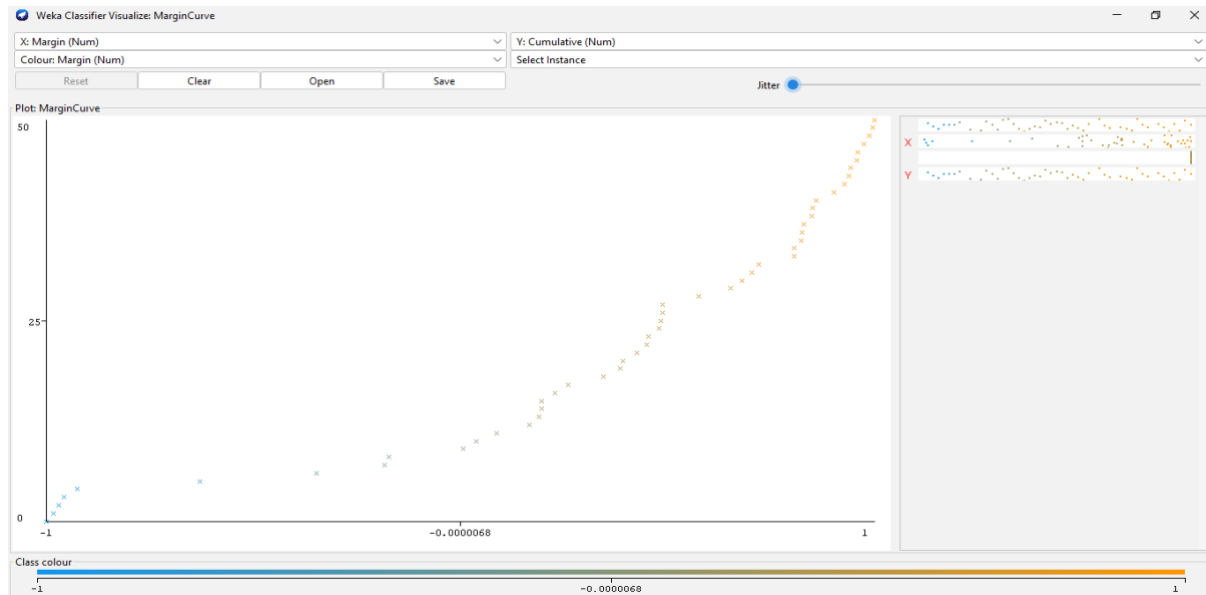 Weka Classifier Visualize: MarginCurve
X: Margin (Num) Y: Cumulative (Num)
Colour: Margin (Num) Select Instance
Reset Clear Open Save Jitter
Plot: MarginCurve
50
X
Y
25
0
-1 -0.0000068 1
Class colour
-1 -0.0000068 1